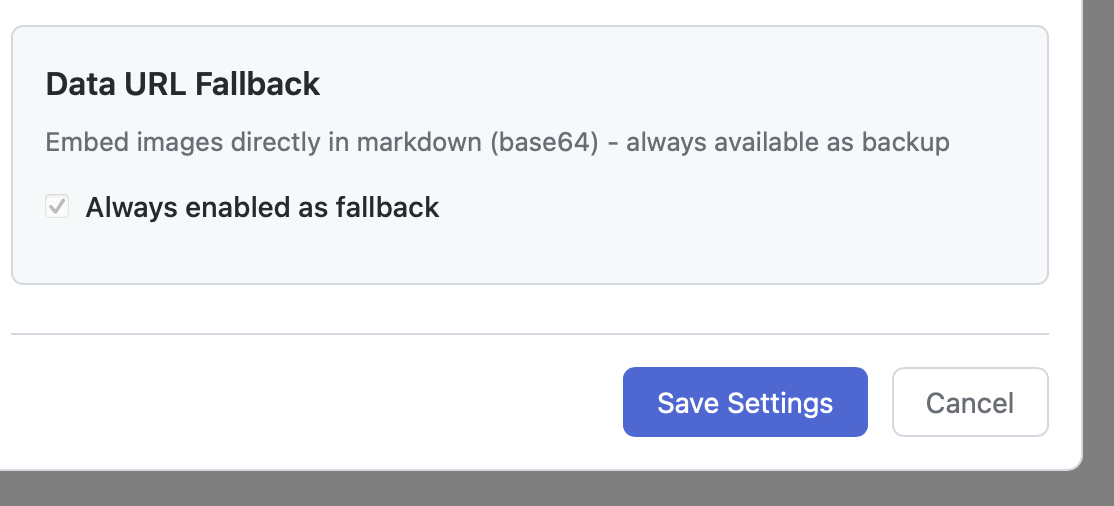 Data URL Fallback
Embed images directly in markdown (base64) - always available as backup
Always enabled as fallback
Save Settings
Cancel